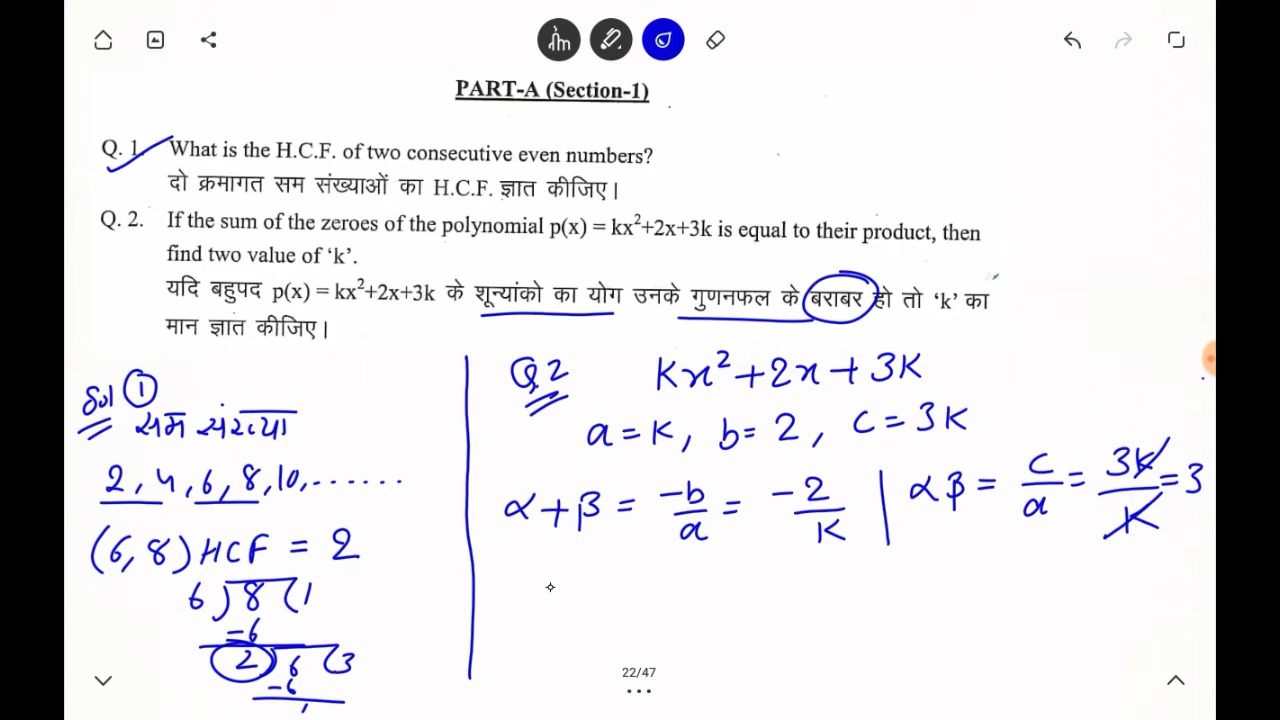 PART-A (Section-1)
Q. 1. What is the H.C.F. of two consecutive even numbers?
दो क्रमागत सम संख्याओं का H.C.F. ज्ञात कीजिए।
Q. 2. If the sum of the zeroes of the polynomial p(x) = kx²+2x+3k is equal to their product, then
find two value of ‘k’.
यदि बहुपद p(x) = kx²+2x+3k के शून्यांको का योग उनके गुणनफल के बराबर हो तो ‘k’ का
मान ज्ञात कीजिए।
①
सम संख्या
2, 4, 6, 8, 10, ......
(6, 8) HCF = 2
6 ) 8 ( 1
-6
2 ) 6 ( 3
-6
Q2 Kx² + 2x + 3K
a = K, b = 2, c = 3K
α + β = -b/a = -2/K | αβ = c/a = 3K/K = 3
22/47